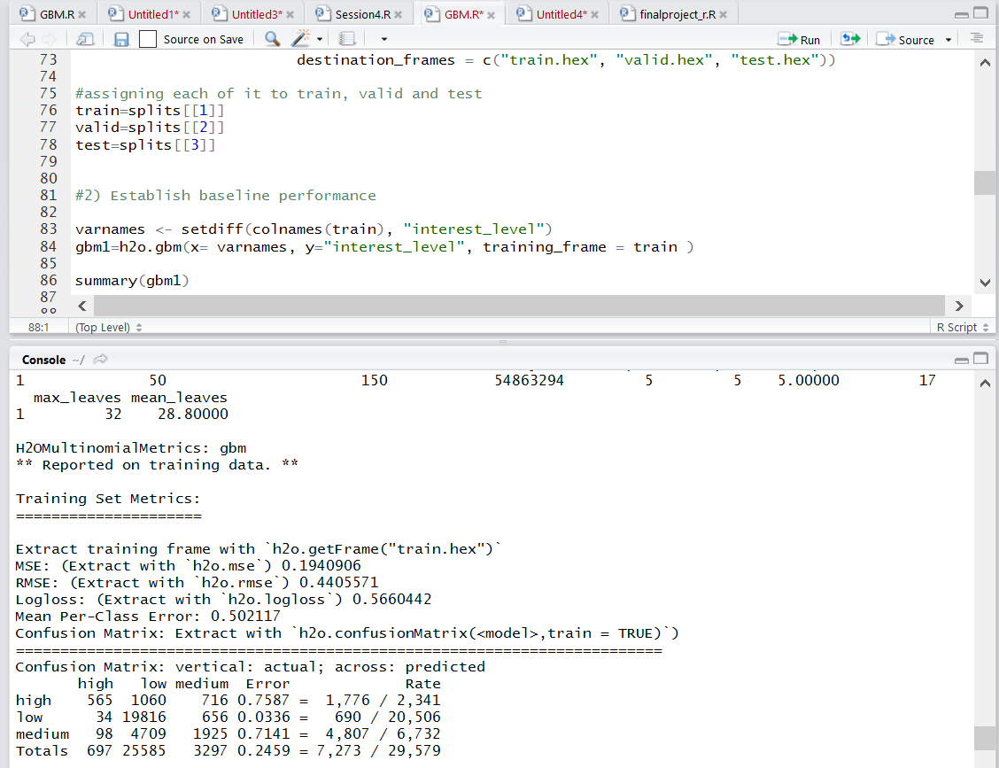 GBM.R Untitled1* Untitled3* Session4.R GBM.R* Untitled4* finalproject_r.R
Source on Save Run Source
73 destination_frames = c("train.hex", "valid.hex", "test.hex"))
74
75 #assigning each of it to train, valid and test
76 train=splits[[1]]
77 valid=splits[[2]]
78 test=splits[[3]]
79
80
81 #2) Establish baseline performance
82
83 varnames <- setdiff(colnames(train), "interest_level")
84 gbm1=h2o.gbm(x= varnames, y="interest_level", training_frame = train )
85
86 summary(gbm1)
87
88:1 (Top Level) R Script
Console ~/
1 50 150 54863294 5 5 5.00000 17
max_leaves mean_leaves
1 32 28.80000
H2OMultinomialMetrics: gbm
** Reported on training data. **
Training Set Metrics:
=====================
Extract training frame with `h2o.getFrame("train.hex")`
MSE: (Extract with `h2o.mse`) 0.1940906
RMSE: (Extract with `h2o.rmse`) 0.4405571
Logloss: (Extract with `h2o.logloss`) 0.5660442
Mean Per-Class Error: 0.502117
Confusion Matrix: Extract with `h2o.confusionMatrix(<model>,train = TRUE)`)
=========================================================================
Confusion Matrix: vertical: actual; across: predicted
high low medium Error Rate
high 565 1060 716 0.7587 = 1,776 / 2,341
low 34 19816 656 0.0336 = 690 / 20,506
medium 98 4709 1925 0.7141 = 4,807 / 6,732
Totals 697 25585 3297 0.2459 = 7,273 / 29,579